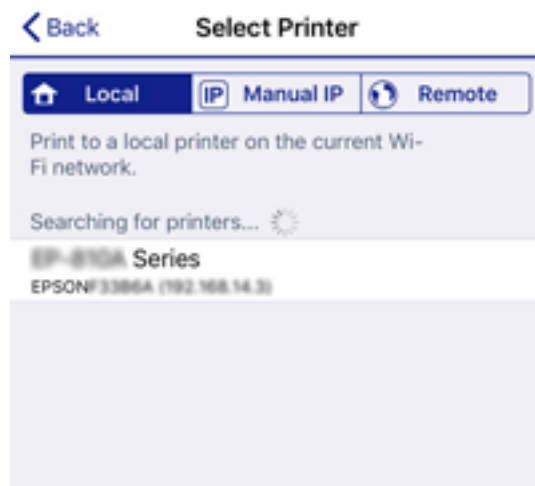 Back Select Printer
Local IP Manual IP Remote
Print to a local printer on the current Wi-
Fi network.
Searching for printers...
Series
EPSON